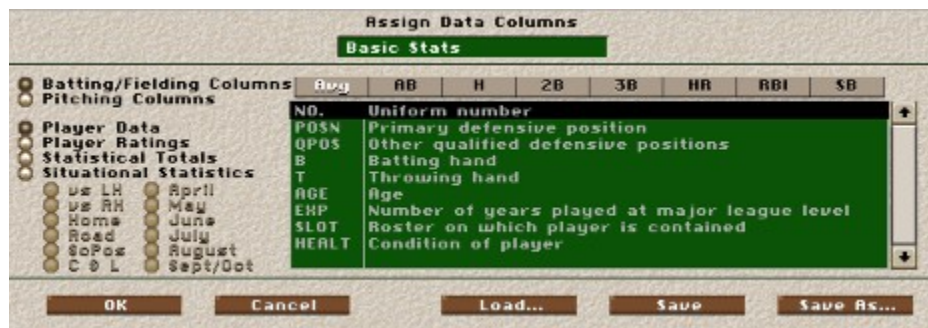 Assign Data Columns
Basic Stats
Batting/Fielding Columns
Pitching Columns
Player Data
Player Ratings
Statistical Totals
Situational Statistics
vs LH April
vs RH May
Home June
Road July
SoPos August
C & L Sept/Oct
Avg AB H 2B 3B HR RBI SB
NO. Uniform number
POSN Primary defensive position
QPOS Other qualified defensive positions
B Batting hand
T Throwing hand
AGE Age
EXP Number of years played at major league level
SLOT Roster on which player is contained
HEALT Condition of player
OK Cancel Load... Save Save As...